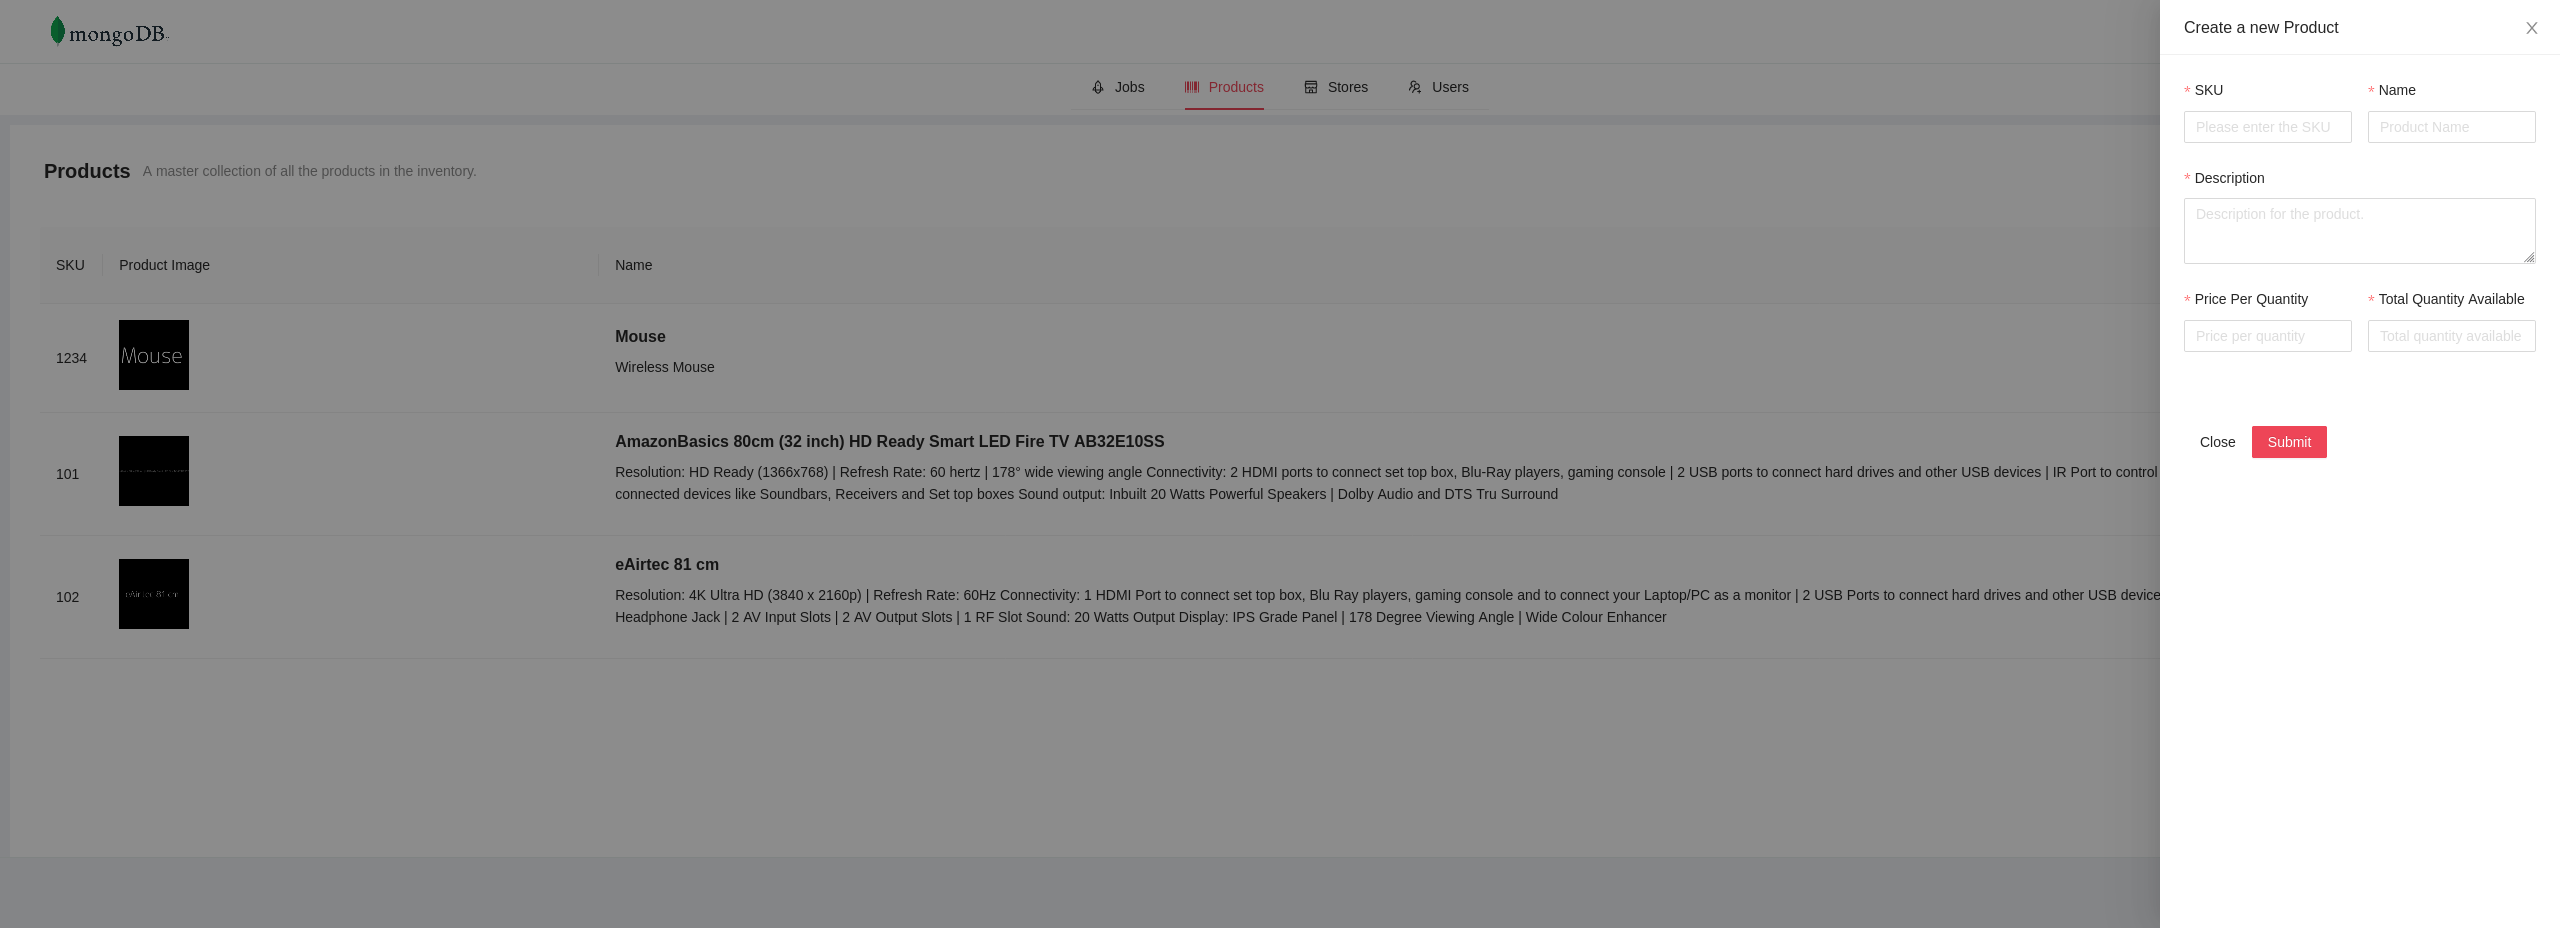 mongoDB
Jobs
Products
Stores
Users
Products
A master collection of all the products in the inventory.
SKU
Product Image
Name
1234
Mouse
Mouse
Wireless Mouse
101
AmazonBasics 80cm (32 inch) HD Ready Smart LED Fire TV AB32E10SS
Resolution: HD Ready (1366x768) | Refresh Rate: 60 hertz | 178° wide viewing angle Connectivity: 2 HDMI ports to connect set top box, Blu-Ray players, gaming console | 2 USB ports to connect hard drives and other USB devices | IR Port to control
connected devices like Soundbars, Receivers and Set top boxes Sound output: Inbuilt 20 Watts Powerful Speakers | Dolby Audio and DTS Tru Surround
102
eAirtec 81 cm
eAirtec 81 cm
Resolution: 4K Ultra HD (3840 x 2160p) | Refresh Rate: 60Hz Connectivity: 1 HDMI Port to connect set top box, Blu Ray players, gaming console and to connect your Laptop/PC as a monitor | 2 USB Ports to connect hard drives and other USB device
Headphone Jack | 2 AV Input Slots | 2 AV Output Slots | 1 RF Slot Sound: 20 Watts Output Display: IPS Grade Panel | 178 Degree Viewing Angle | Wide Colour Enhancer
Create a new Product
* SKU
* Name
Please enter the SKU
Product Name
* Description
Description for the product.
* Price Per Quantity
* Total Quantity Available
Price per quantity
Total quantity available
Close
Submit